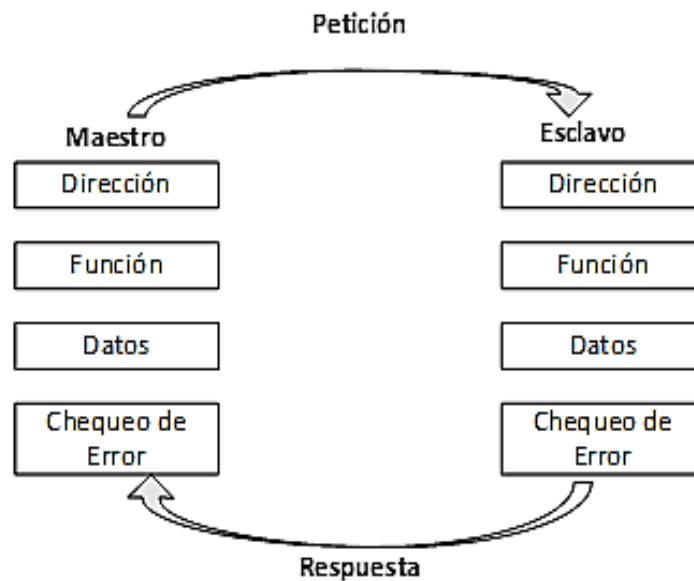 Petición
Maestro
Esclavo
Dirección
Dirección
Función
Función
Datos
Datos
Chequeo de
Error
Chequeo de
Error
Respuesta